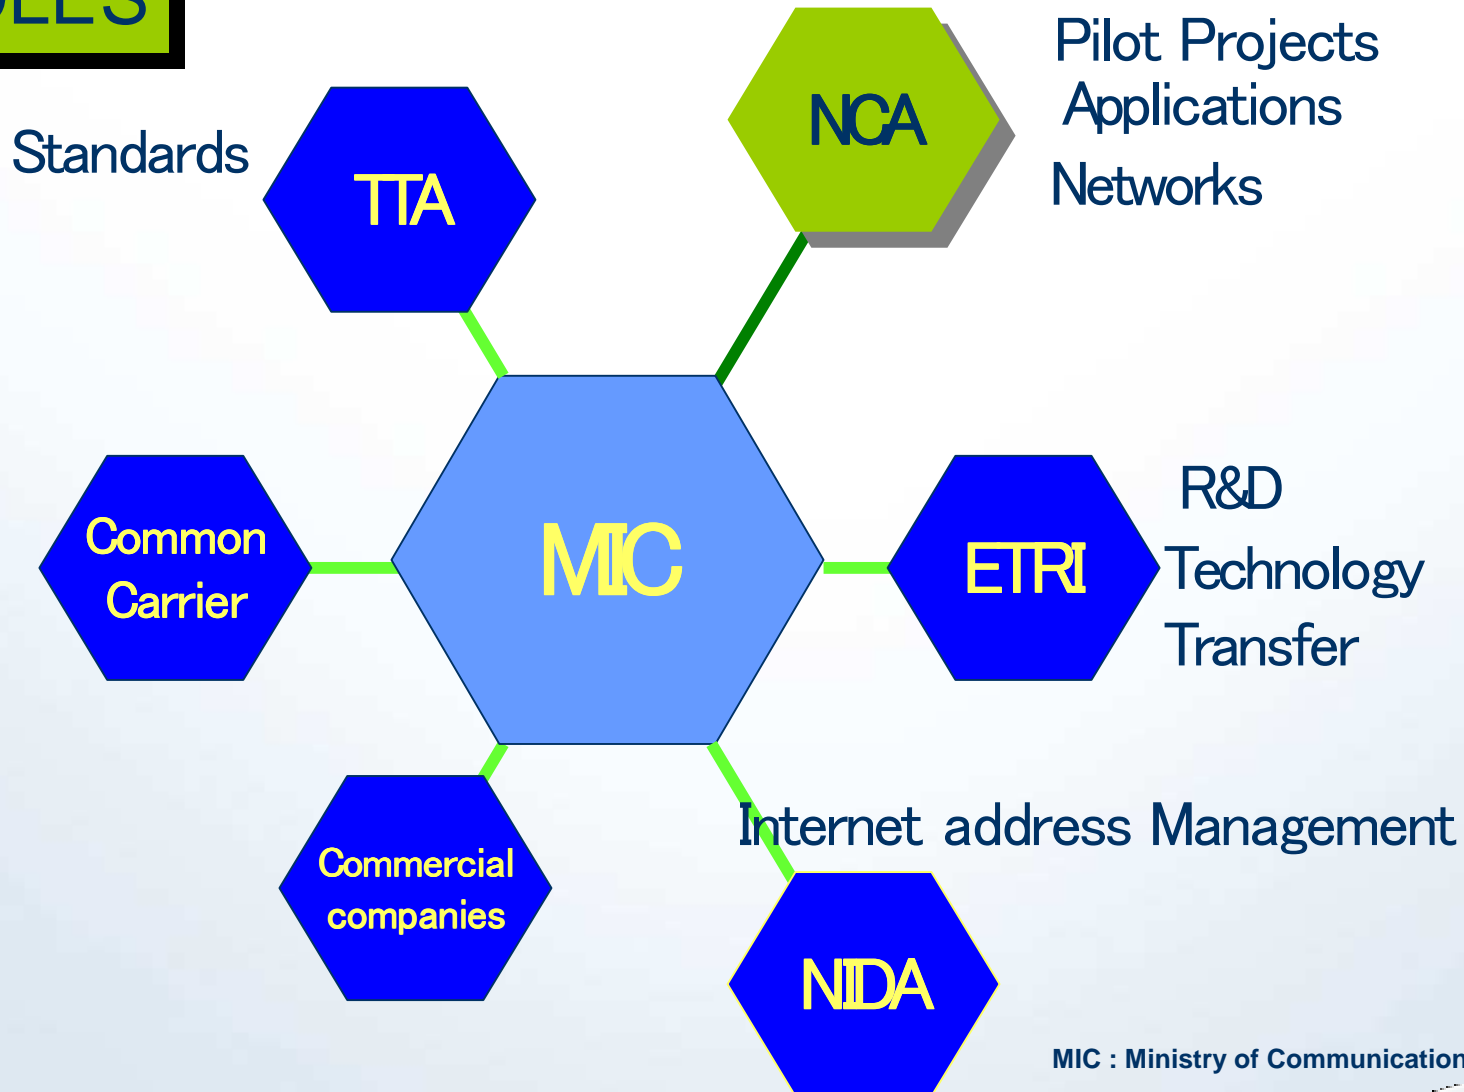 Pilot Projects
Applications
Networks
NCA
Standards
TTA
Common
Carrier
MIC
ETRI
R&D
Technology
Transfer
Commercial
companies
Internet address Management
NIDA
MIC : Ministry of Communication